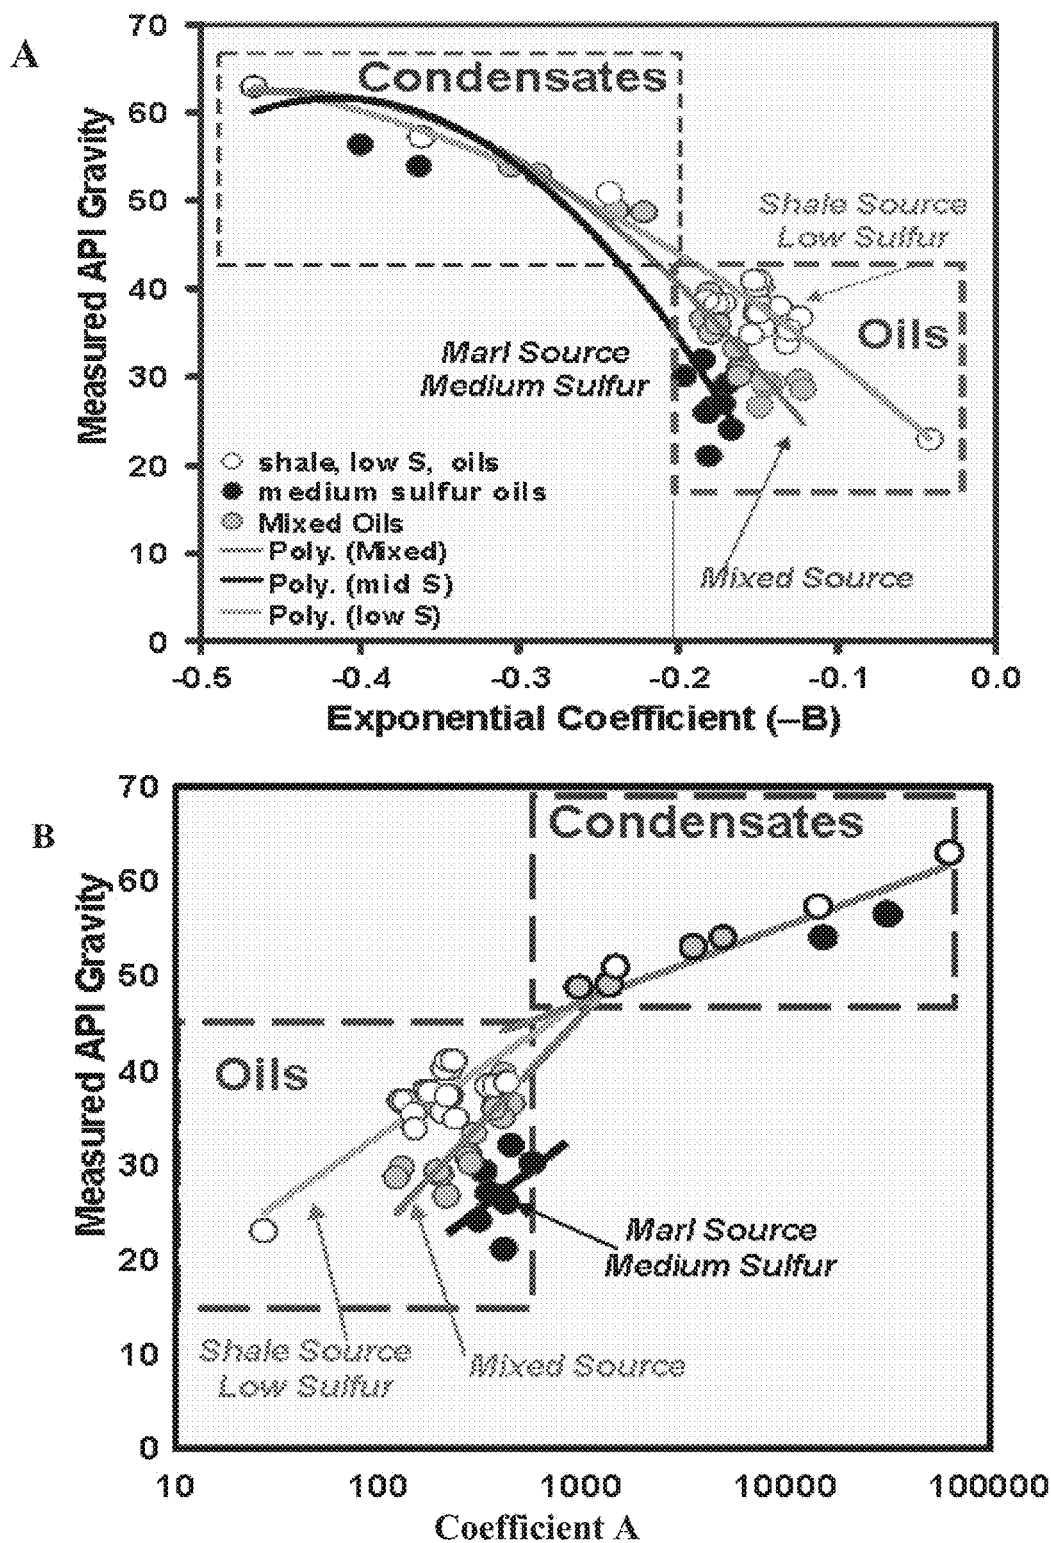 A
70
60
50
40
30
20
10
0
Measured API Gravity
Condensates
Shale Source
Low Sulfur
Oils
Marl Source
Medium Sulfur
shale, low S, oils
medium sulfur oils
Mixed Oils
Poly. (Mixed)
Poly. (mid S)
Poly. (low S)
Mixed Source
-0.5 -0.4 -0.3 -0.2 -0.1 0.0
Exponential Coefficient (–B)
B
70
60
50
40
30
20
10
0
Measured API Gravity
Condensates
Oils
Marl Source
Medium Sulfur
Shale Source
Low Sulfur
Mixed Source
10 100 1000 10000 100000
Coefficient A